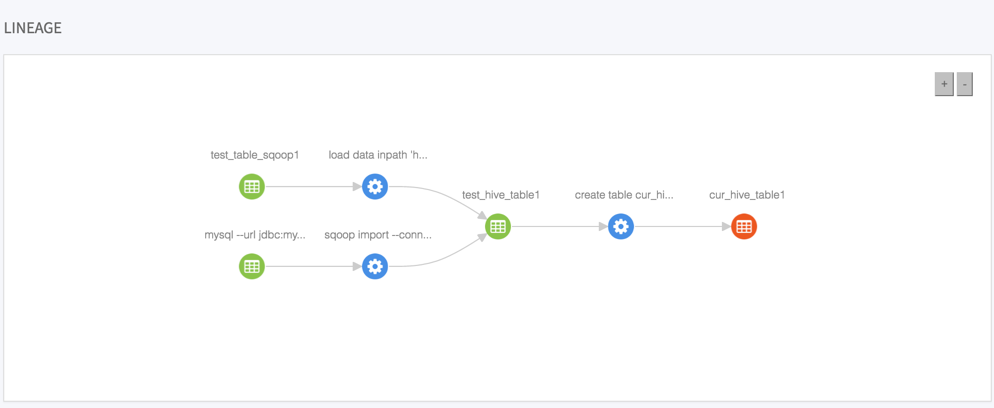 LINEAGE
+ -
test_table_sqoop1 load data inpath 'h...
test_hive_table1 create table cur_hi... cur_hive_table1
mysql --url jdbc:my... sqoop import --conn...